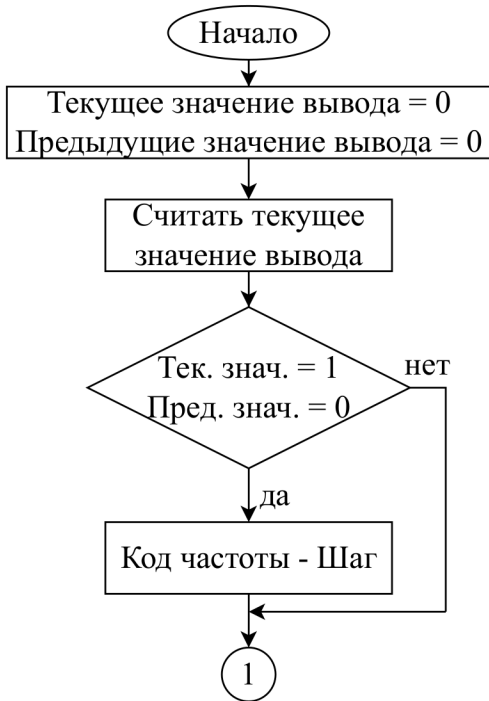 Начало
Текущее значение вывода = 0
Предыдущие значение вывода = 0
Считать текущее
значение вывода
Тек. знач. = 1
Пред. знач. = 0
нет
да
Код частоты - Шаг
1